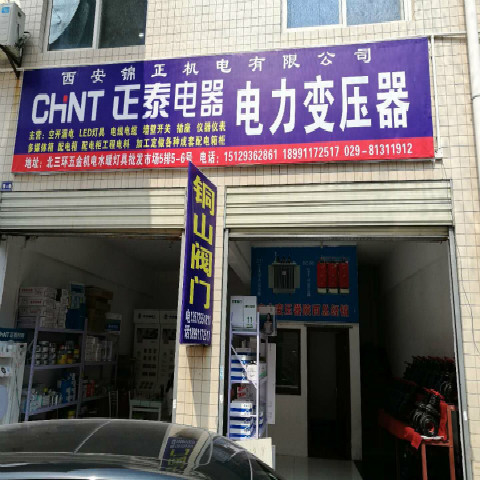 西安锦正机电有限公司
CHNT 正泰电器 电力变压器
主营：空开漏电 LED灯具 电线电缆 墙壁开关 插座 仪器仪表
多媒体箱 配电箱 配电柜工程电料 加工定做各种成套配电箱柜
地址：北三环五金机电水暖灯具批发市场5排5-6号 电话：15129362861 18991172517 029-81311912
铜山阀门
CHNT 正泰电器